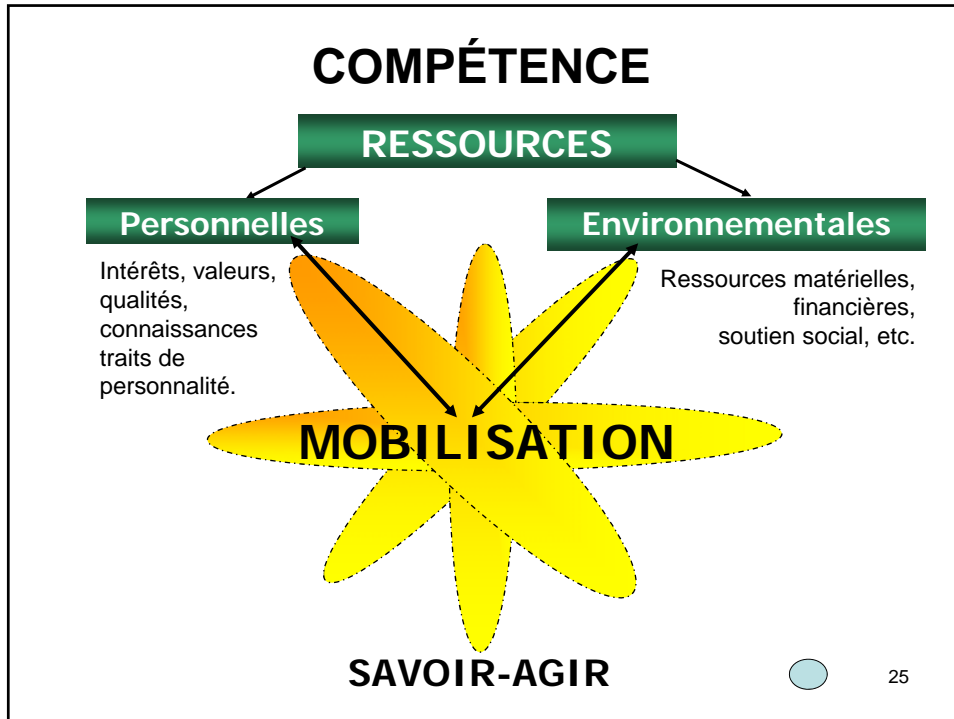 COMPÉTENCE
RESSOURCES
Personnelles
Environnementales
Intérêts, valeurs,
qualités,
connaissances
traits de
personnalité.
Ressources matérielles,
financières,
soutien social, etc.
MOBILISATION
SAVOIR-AGIR
25